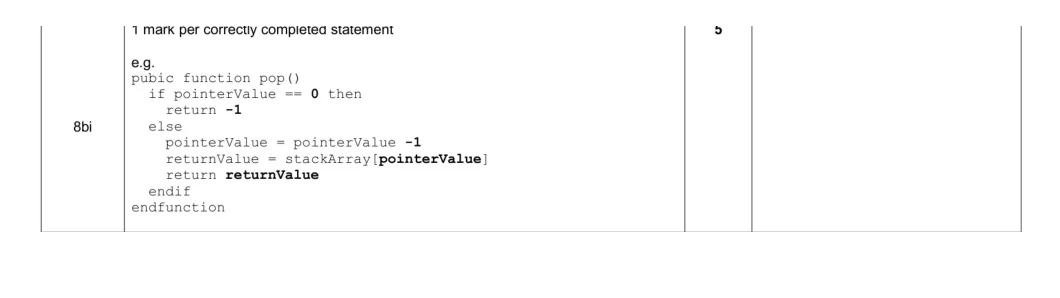 1 mark per correctly completed statement 5
e.g.
pubic function pop()
if pointerValue == 0 then
return -1
8bi else
pointerValue = pointerValue -1
returnValue = stackArray[pointerValue]
return returnValue
endif
endfunction